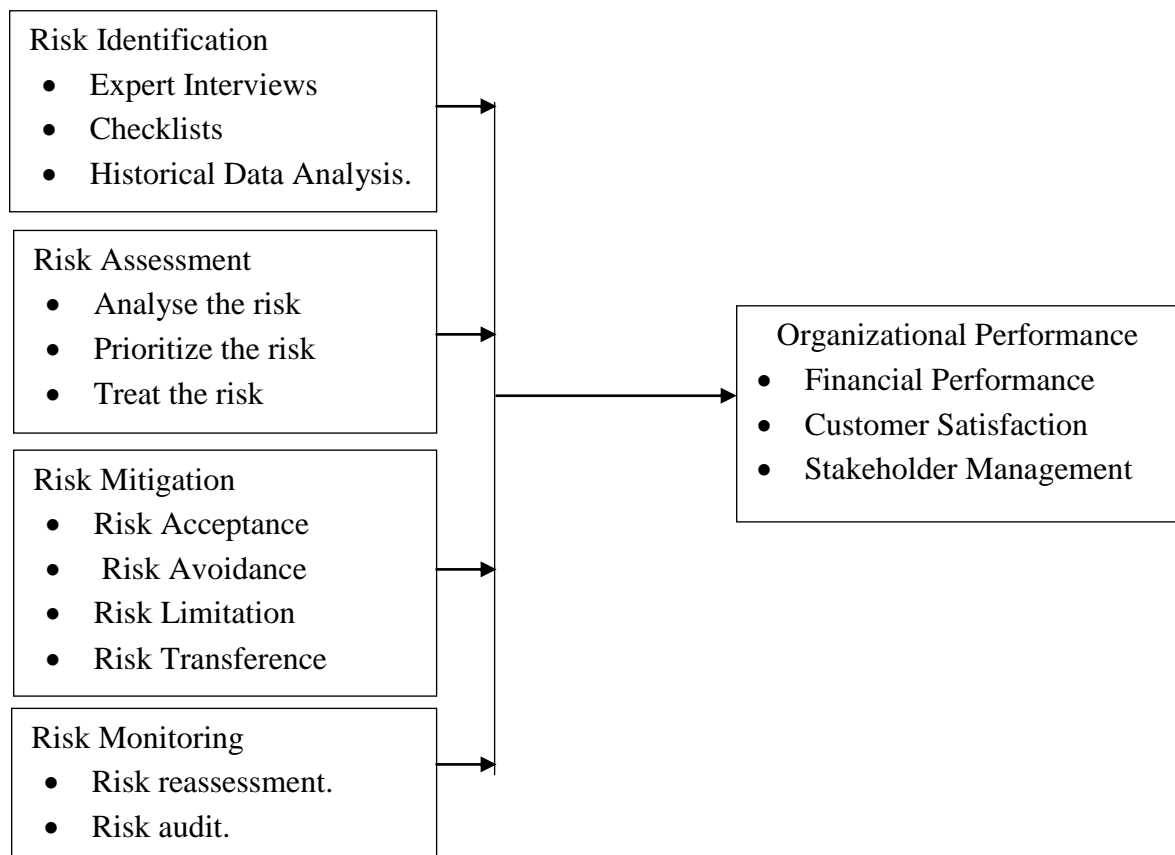 Risk Identification
• Expert Interviews
• Checklists
• Historical Data Analysis.
Risk Assessment
• Analyse the risk
• Prioritize the risk
• Treat the risk
Risk Mitigation
• Risk Acceptance
• Risk Avoidance
• Risk Limitation
• Risk Transference
Risk Monitoring
• Risk reassessment.
• Risk audit.
Organizational Performance
• Financial Performance
• Customer Satisfaction
• Stakeholder Management